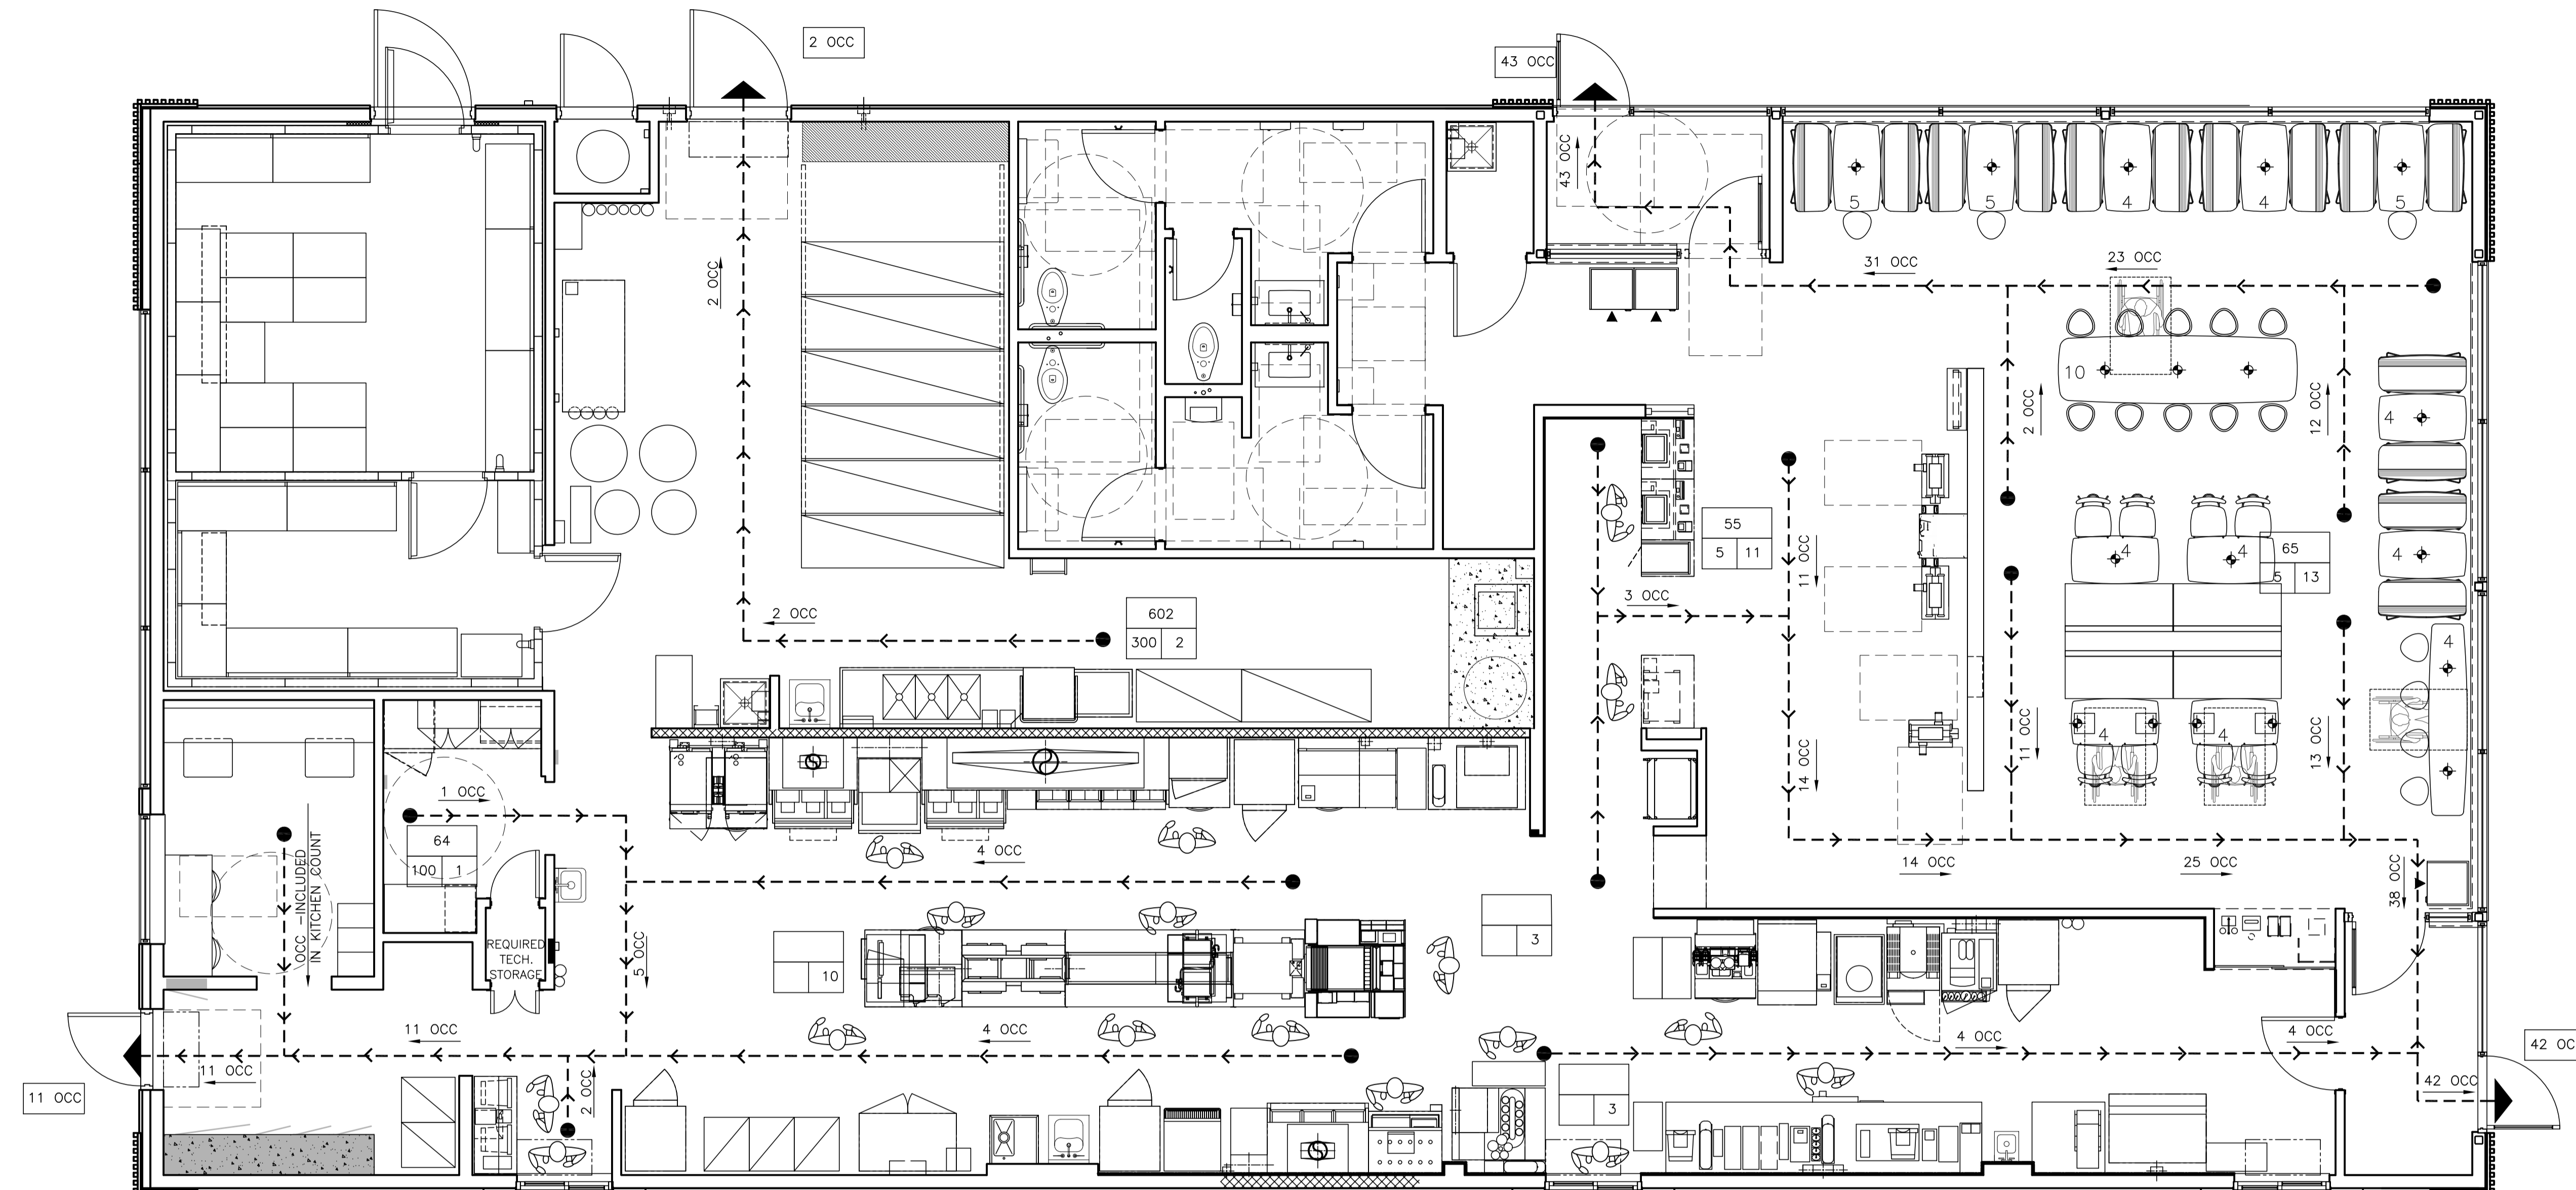 2 OCC
43 OCC
43 OCC
5
5
4
4
5
31 OCC
23 OCC
2 OCC
10
2 OCC
12 OCC
4
55
5 11
11 OCC
4
4
65
5 13
4
3 OCC
2 OCC
602
300 2
4
4
4
11 OCC
13 OCC
14 OCC
1 OCC
64
100 1
OCC -INCLUDED
IN KITCHEN COUNT
4 OCC
14 OCC
25 OCC
38 OCC
REQUIRED
TECH.
STORAGE
5 OCC
10
3
11 OCC
4 OCC
4 OCC
4 OCC
42 OC
11 OCC
11 OCC
2 OCC
3
42 OCC